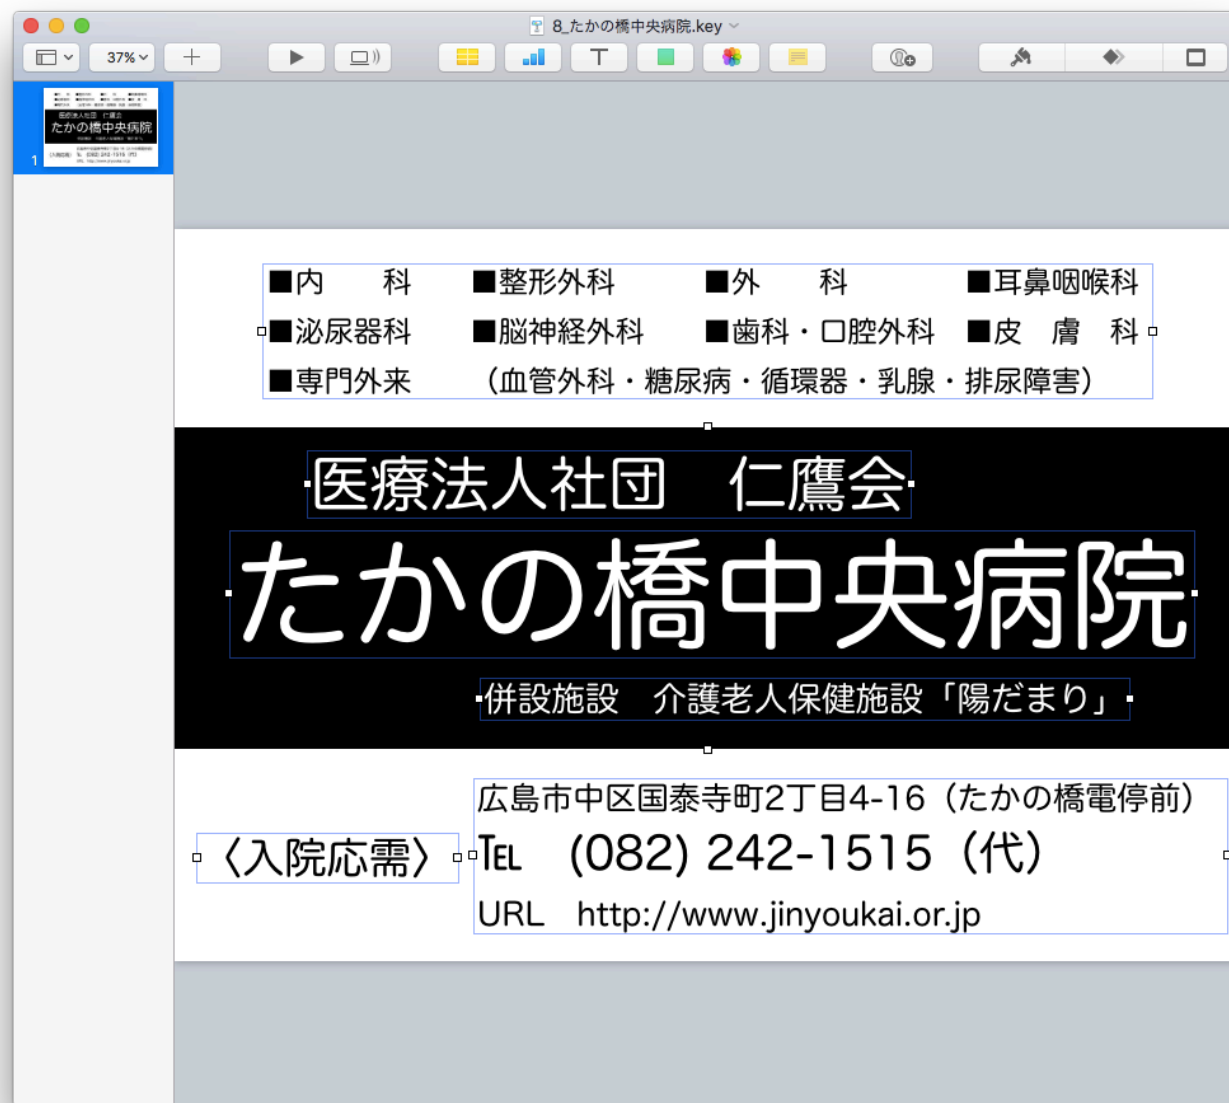 8_たかの橋中央病院.key
37%
1
■内　　科　　■整形外科　　　■外　　科　　　　■耳鼻咽喉科
■泌尿器科　　■脳神経外科　　■歯科・口腔外科　■皮　膚　科
■専門外来　　（血管外科・糖尿病・循環器・乳腺・排尿障害）
医療法人社団　仁鷹会
たかの橋中央病院
併設施設　介護老人保健施設「陽だまり」
広島市中区国泰寺町2丁目4-16（たかの橋電停前）
〈入院応需〉
℡　(082) 242-1515（代）
URL　http://www.jinyoukai.or.jp